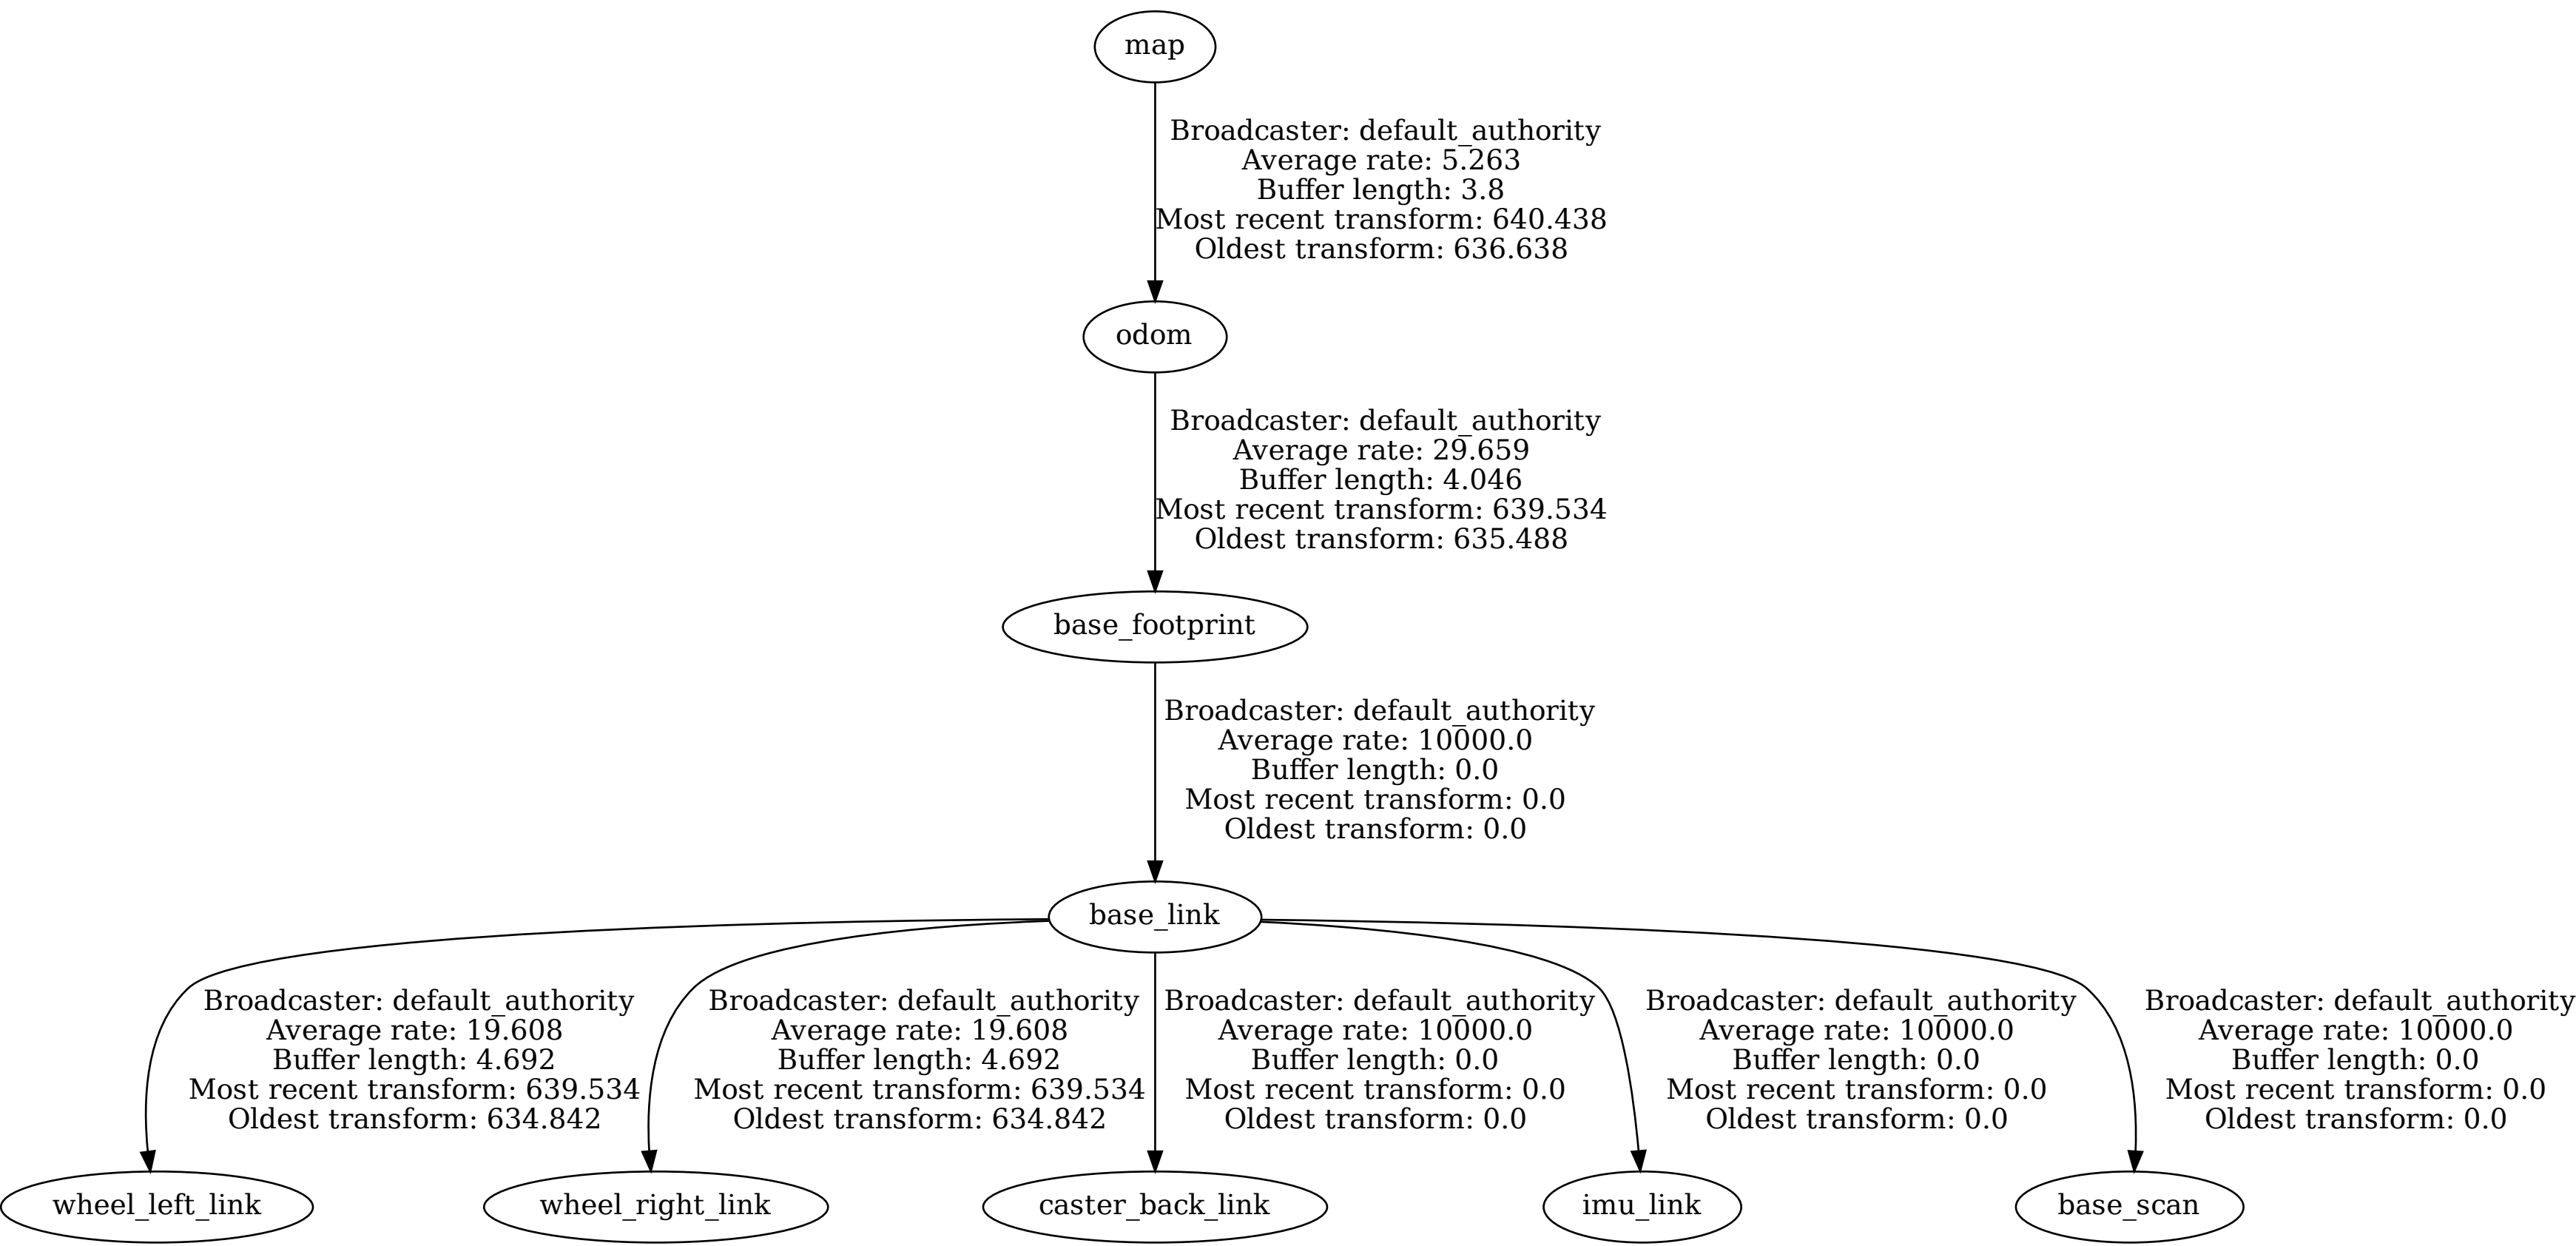 map
Broadcaster: default_authority
Average rate: 5.263
Buffer length: 3.8
Most recent transform: 640.438
Oldest transform: 636.638
odom
Broadcaster: default_authority
Average rate: 29.659
Buffer length: 4.046
Most recent transform: 639.534
Oldest transform: 635.488
base_footprint
Broadcaster: default_authority
Average rate: 10000.0
Buffer length: 0.0
Most recent transform: 0.0
Oldest transform: 0.0
base_link
Broadcaster: default_authority
Average rate: 19.608
Buffer length: 4.692
Most recent transform: 639.534
Oldest transform: 634.842
Broadcaster: default_authority
Average rate: 19.608
Buffer length: 4.692
Most recent transform: 639.534
Oldest transform: 634.842
Broadcaster: default_authority
Average rate: 10000.0
Buffer length: 0.0
Most recent transform: 0.0
Oldest transform: 0.0
Broadcaster: default_authority
Average rate: 10000.0
Buffer length: 0.0
Most recent transform: 0.0
Oldest transform: 0.0
Broadcaster: default_authority
Average rate: 10000.0
Buffer length: 0.0
Most recent transform: 0.0
Oldest transform: 0.0
wheel_left_link
wheel_right_link
caster_back_link
imu_link
base_scan